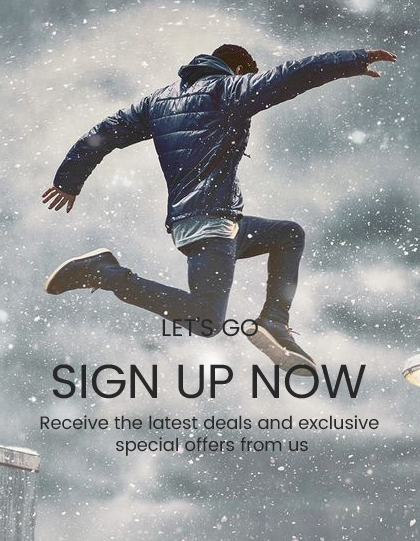 LET'S GO
SIGN UP NOW
Receive the latest deals and exclusive
special offers from us